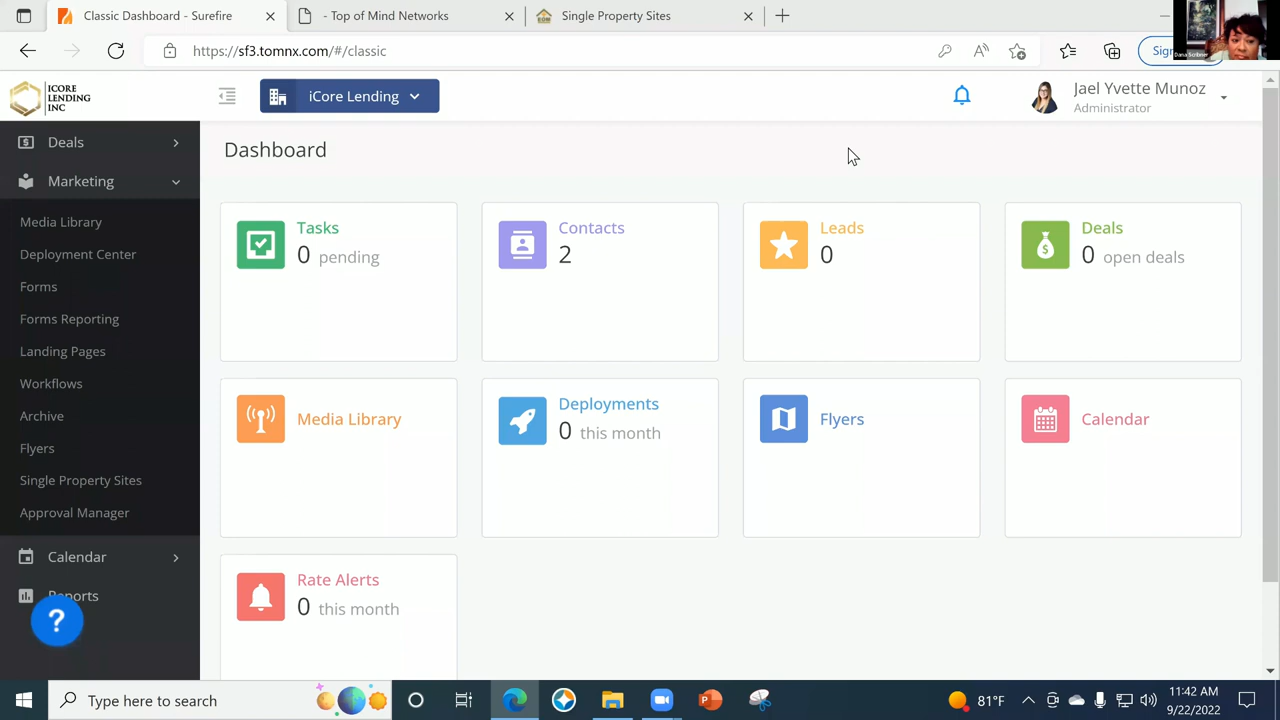 Classic Dashboard - Surefire
- Top of Mind Networks
Single Property Sites
https://sf3.tomnx.com/#/classic
Sign
Dana Scribner
ICORE
LENDING
INC
iCore Lending
Jael Yvette Munoz
Administrator
Deals
Marketing
Media Library
Deployment Center
Forms
Forms Reporting
Landing Pages
Workflows
Archive
Flyers
Single Property Sites
Approval Manager
Calendar
Reports
?
Dashboard
Tasks
0 pending
Contacts
2
Leads
0
Deals
0 open deals
Media Library
Deployments
0 this month
Flyers
Calendar
Rate Alerts
0 this month
Type here to search
81°F
11:42 AM
9/22/2022